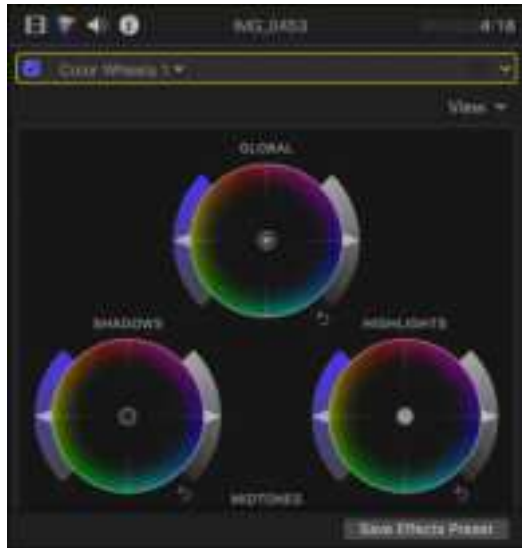 IMG_0453
4:18
Color Wheels 1
View
GLOBAL
SHADOWS
HIGHLIGHTS
MIDTONES
Save Effects Preset